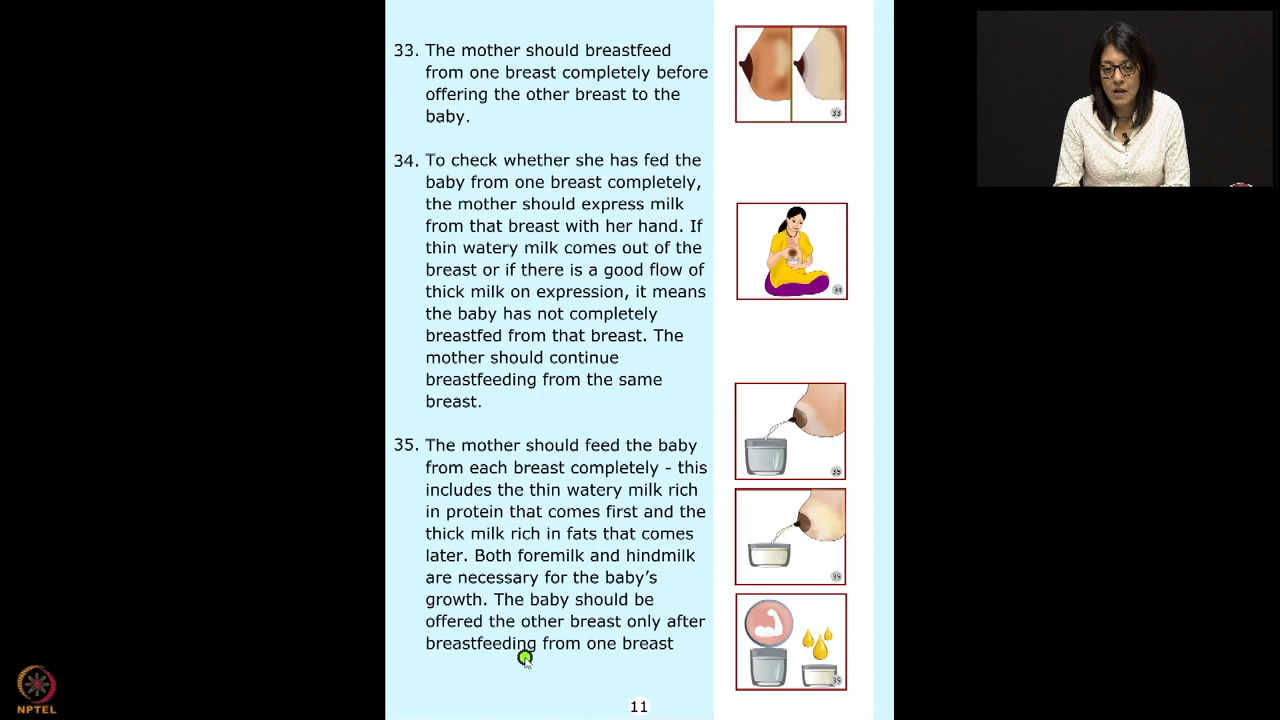 33. The mother should breastfeed
from one breast completely before
offering the other breast to the
baby.
33
34. To check whether she has fed the
baby from one breast completely,
the mother should express milk
from that breast with her hand. If
thin watery milk comes out of the
breast or if there is a good flow of
thick milk on expression, it means
the baby has not completely
breastfed from that breast. The
mother should continue
breastfeeding from the same
breast.
34
35. The mother should feed the baby
from each breast completely - this
includes the thin watery milk rich
in protein that comes first and the
thick milk rich in fats that comes
later. Both foremilk and hindmilk
are necessary for the baby's
growth. The baby should be
offered the other breast only after
breastfeeding from one breast
35
35
35
11
NPTEL